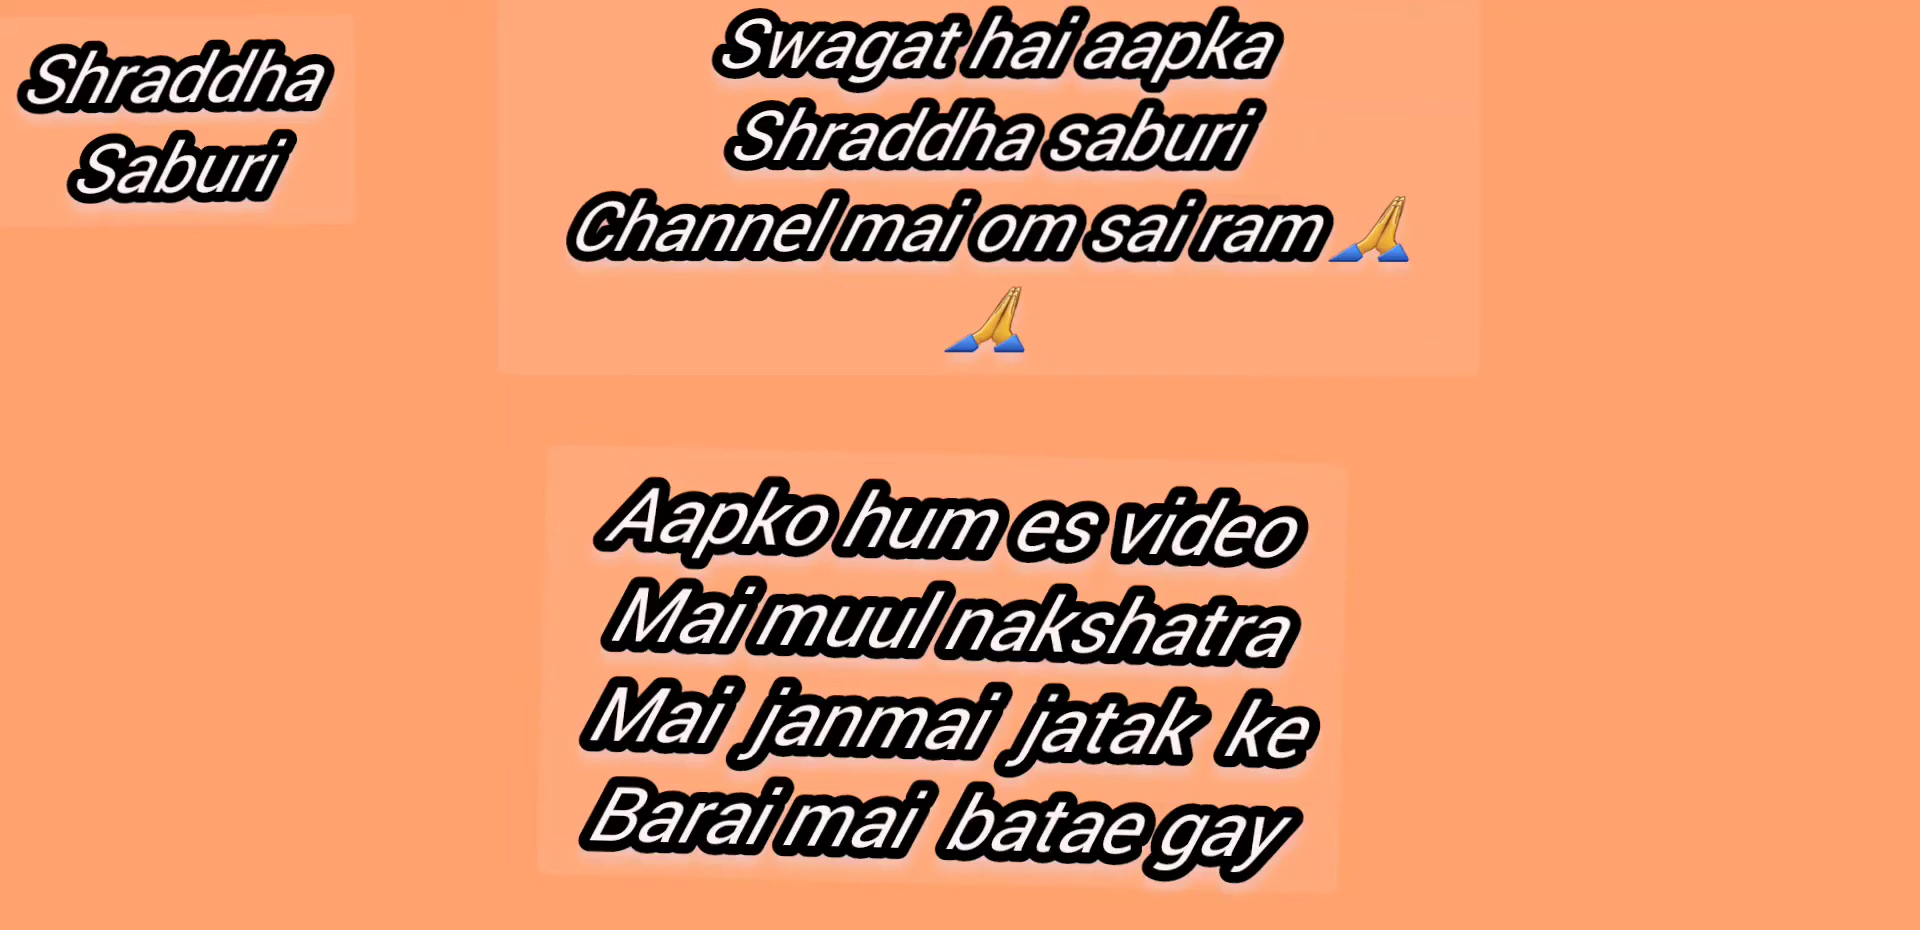 Shraddha
Saburi
Swagat hai aapka
Shraddha saburi
Channel mai om sai ram 🙏
🙏
Aapko hum es video
Mai muul nakshatra
Mai janmai jatak ke
Barai mai batae gay